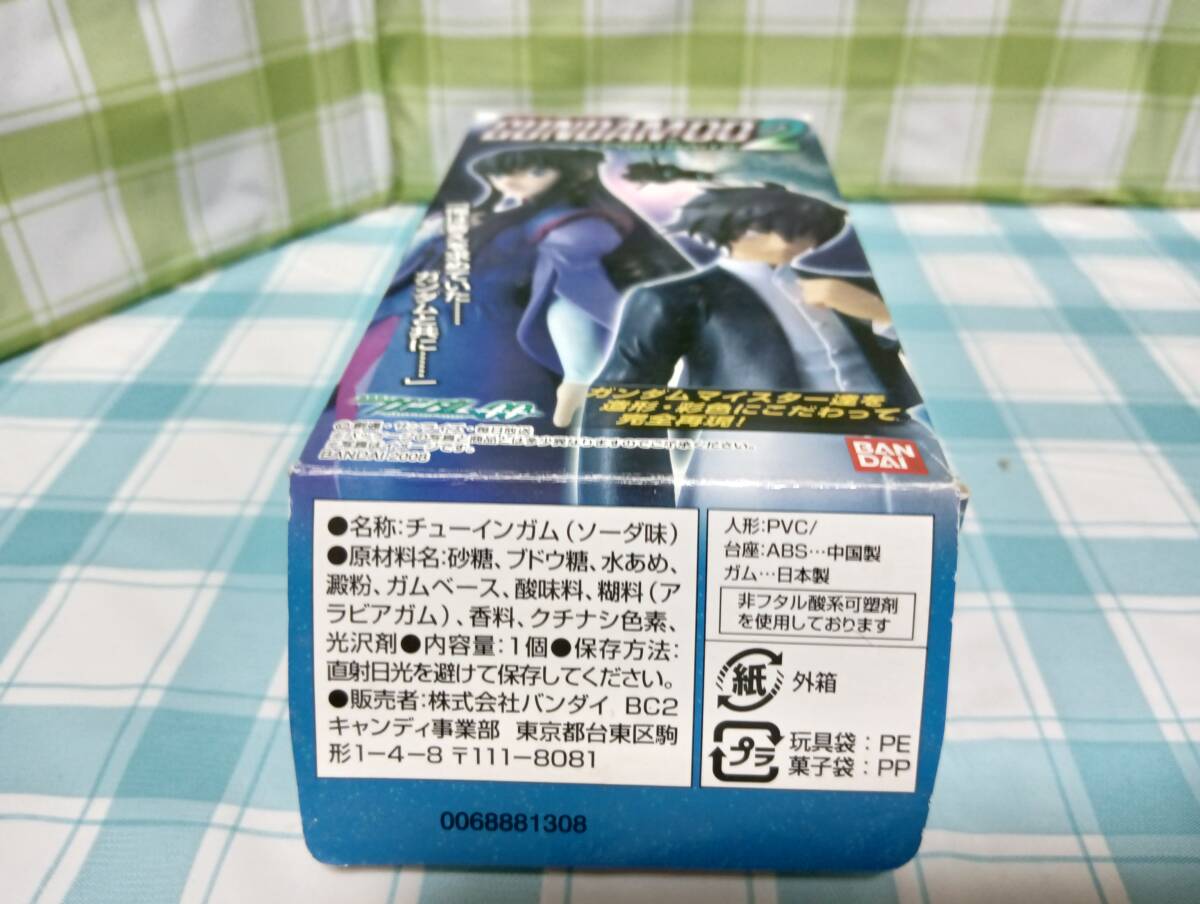 GUNDAM00 2
ガンダムと共に……」
ガンダムマイスター達を
造形・彩色にこだわって
完全再現!
BANDAI 2008
BAN
DAI
●名称:チューインガム(ソーダ味)
●原材料名:砂糖、ブドウ糖、水あめ、
澱粉、ガムベース、酸味料、糊料(ア
ラビアガム)、香料、クチナシ色素、
光沢剤●内容量:1個●保存方法:
直射日光を避けて保存してください。
●販売者:株式会社バンダイ BC2
キャンディ事業部 東京都台東区駒
形1-4-8 〒111-8081
人形:PVC/
台座:ABS…中国製
ガム…日本製
非フタル酸系可塑剤
を使用しております
紙 外箱
プラ 玩具袋:PE
菓子袋:PP
0068881308